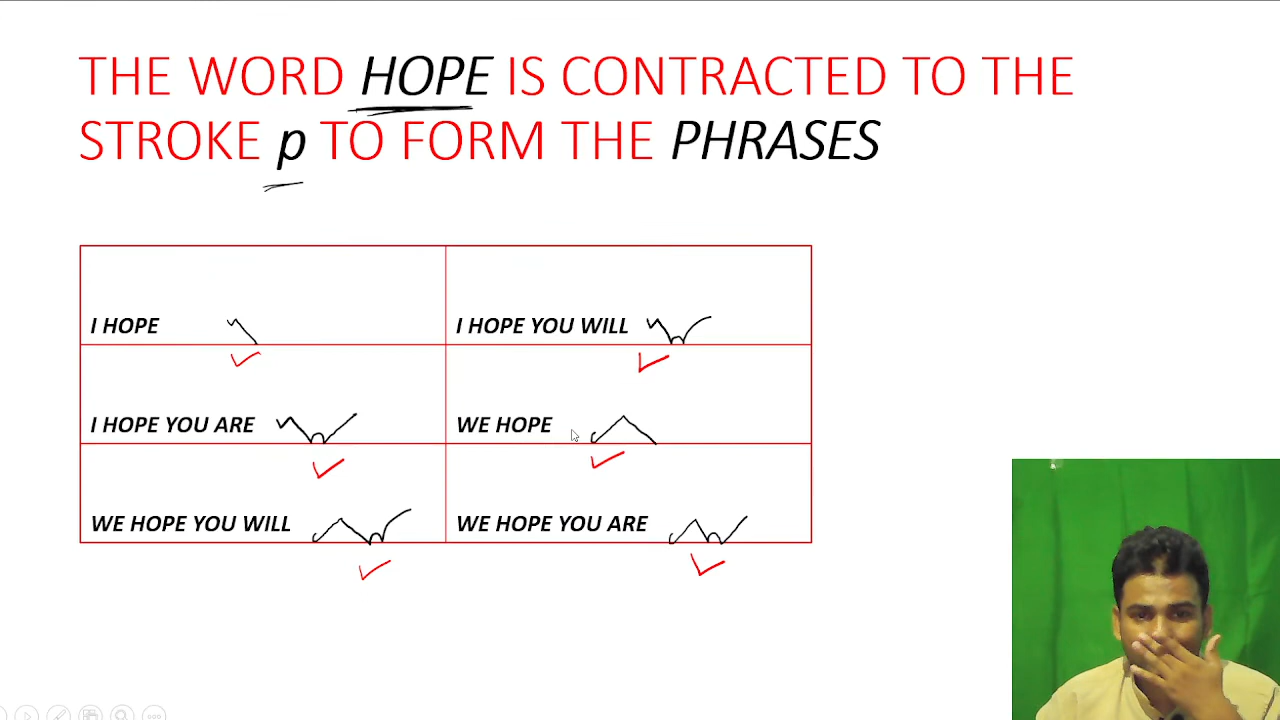 THE WORD HOPE IS CONTRACTED TO THE
STROKE p TO FORM THE PHRASES
I HOPE
I HOPE YOU WILL
I HOPE YOU ARE
WE HOPE
WE HOPE YOU WILL
WE HOPE YOU ARE